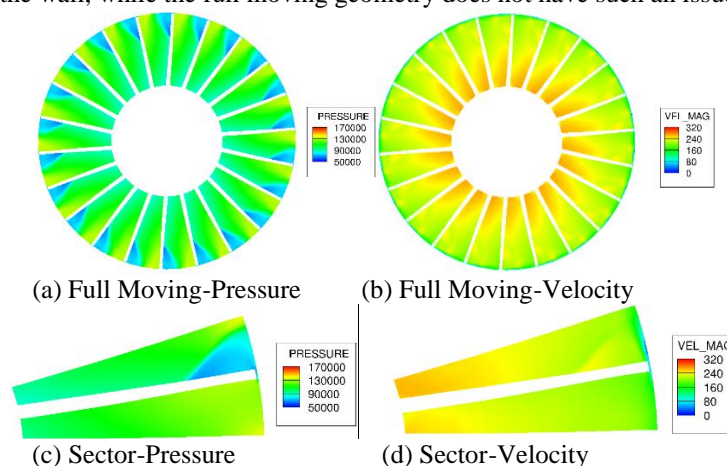 the wall, while the full moving geometry does not have such an issue
PRESSURE
170000
130000
90000
50000
VEL_MAG
320
240
160
80
0
(a) Full Moving-Pressure (b) Full Moving-Velocity
PRESSURE
170000
130000
90000
50000
VEL_MAG
320
240
160
80
0
(c) Sector-Pressure (d) Sector-Velocity